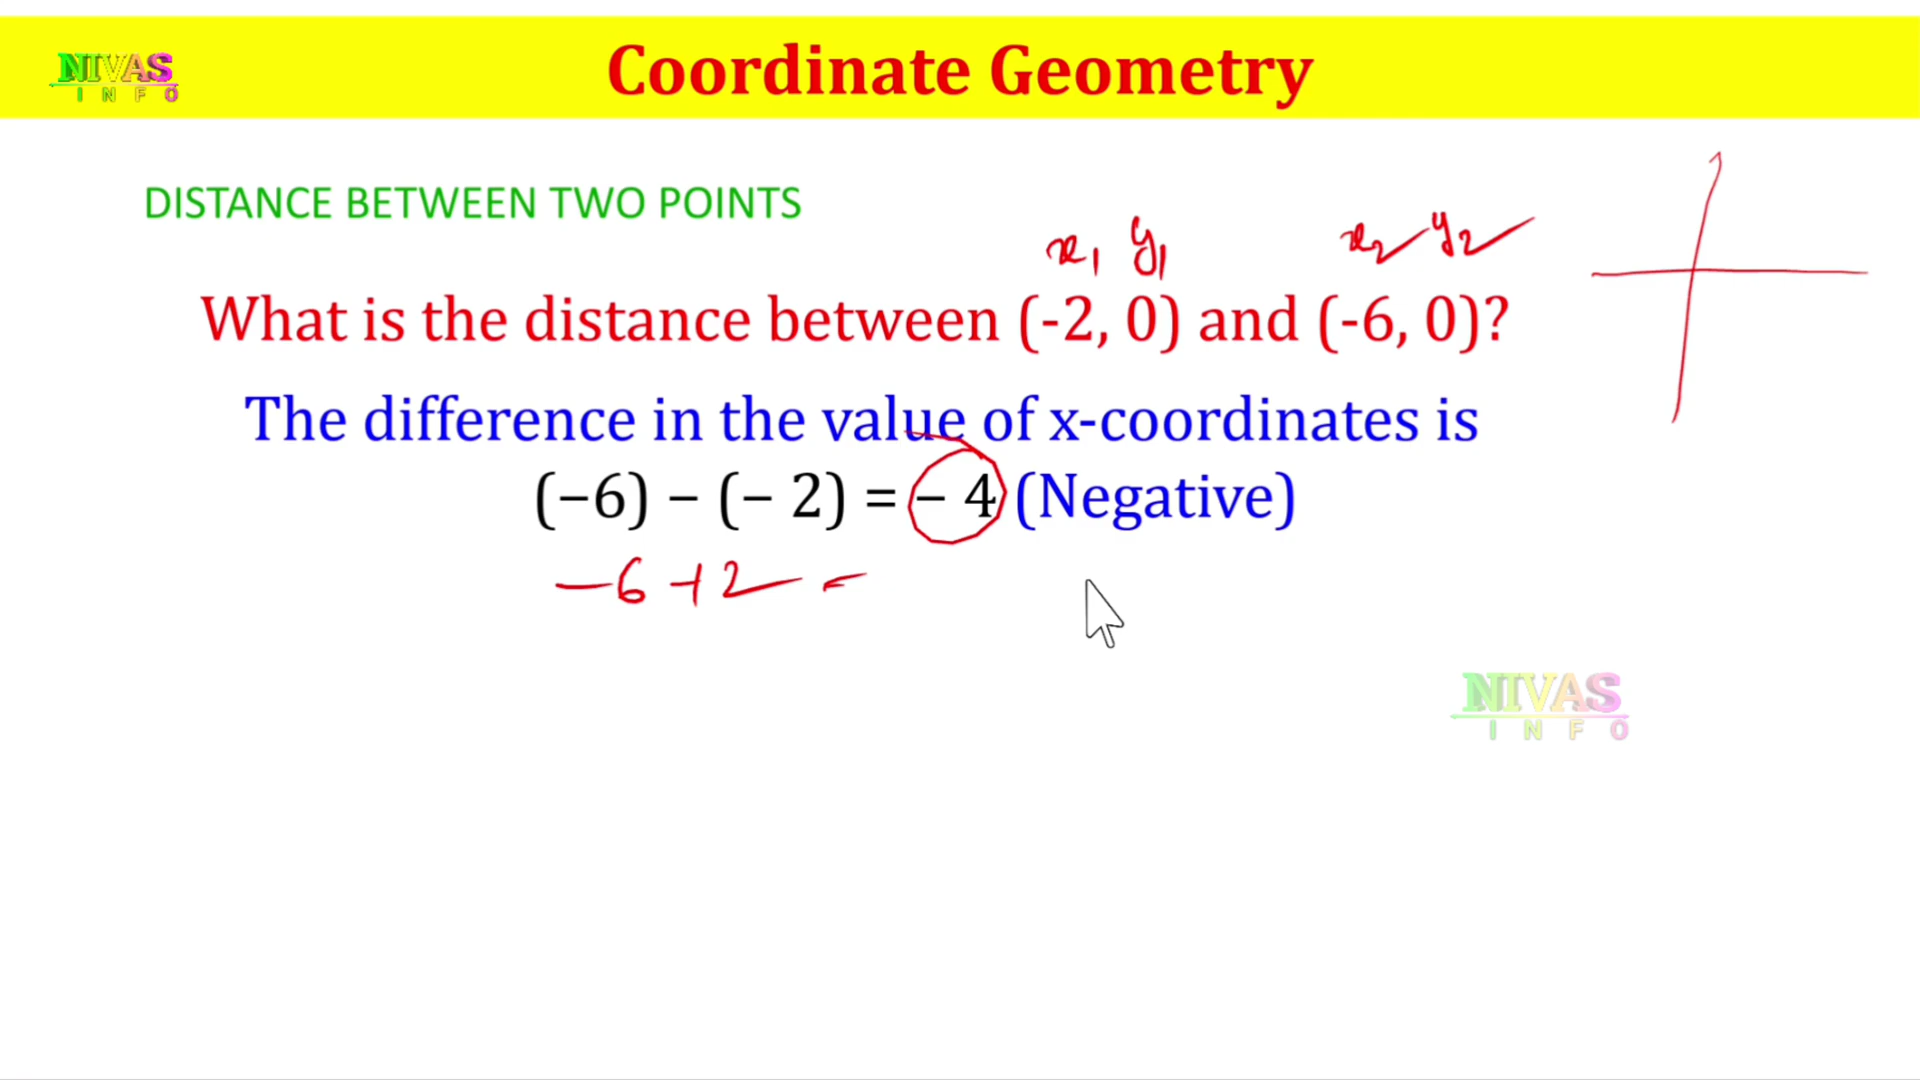 NIVAS
INFO
Coordinate Geometry
DISTANCE BETWEEN TWO POINTS
x₁ y₁ x₂ y₂
What is the distance between (-2, 0) and (-6, 0)?
The difference in the value of x-coordinates is
(−6) − (− 2) = − 4 (Negative)
−6 +2 =
NIVAS
INFO